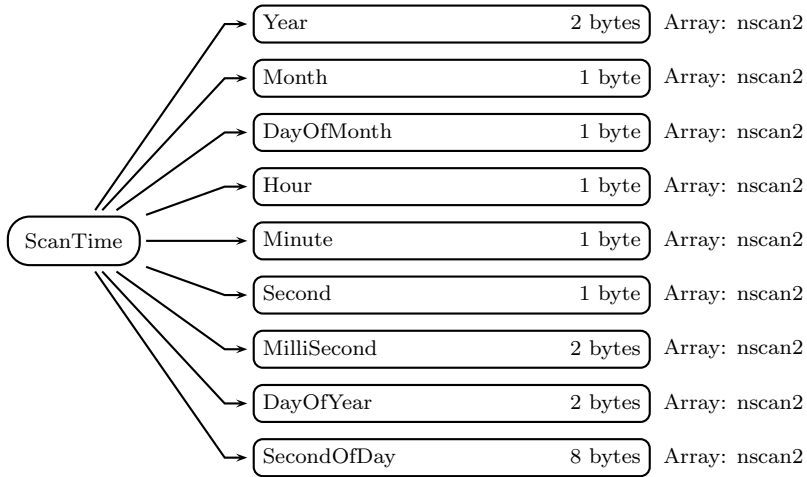 Year 2 bytes Array: nscan2
Month 1 byte Array: nscan2
DayOfMonth 1 byte Array: nscan2
Hour 1 byte Array: nscan2
ScanTime Minute 1 byte Array: nscan2
Second 1 byte Array: nscan2
MilliSecond 2 bytes Array: nscan2
DayOfYear 2 bytes Array: nscan2
SecondOfDay 8 bytes Array: nscan2